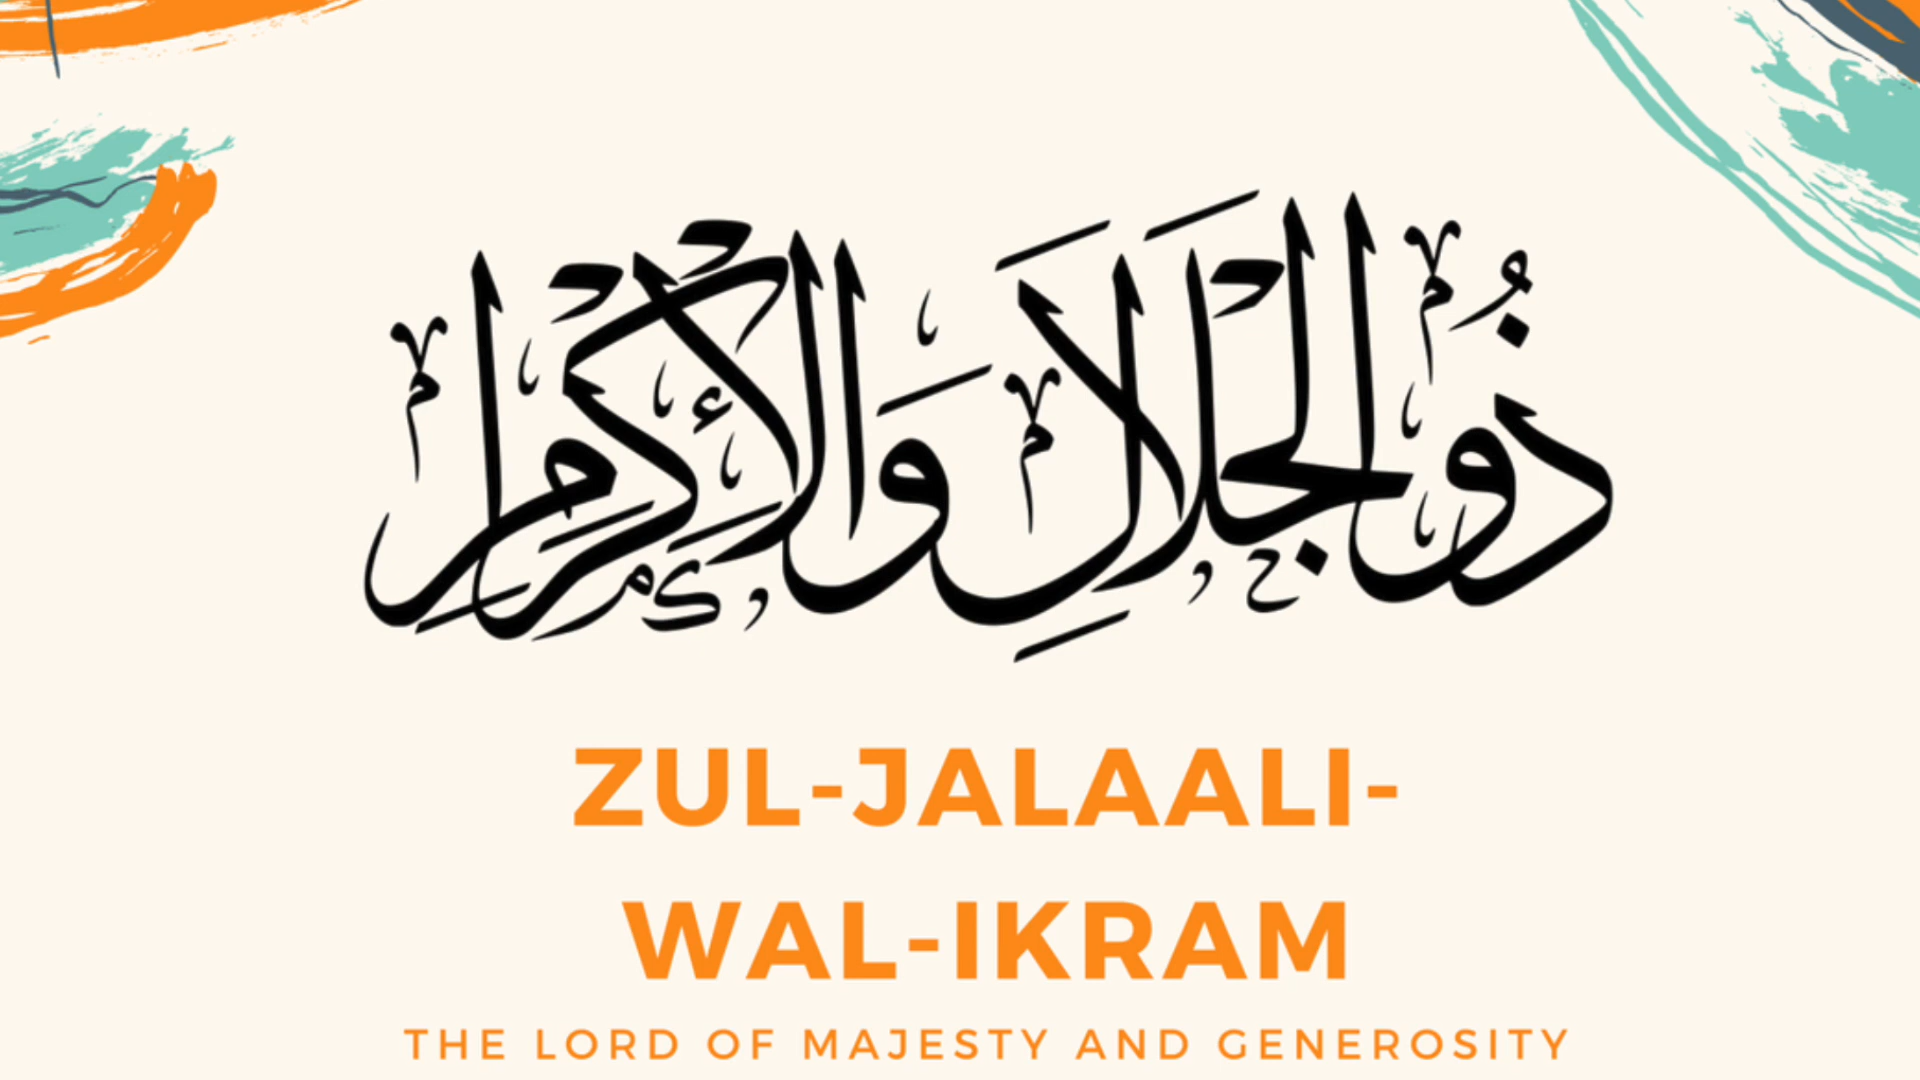 ذُو الْجَلَالِ وَالْإِكْرَامِ
ZUL-JALAALI-
WAL-IKRAM
THE LORD OF MAJESTY AND GENEROSITY